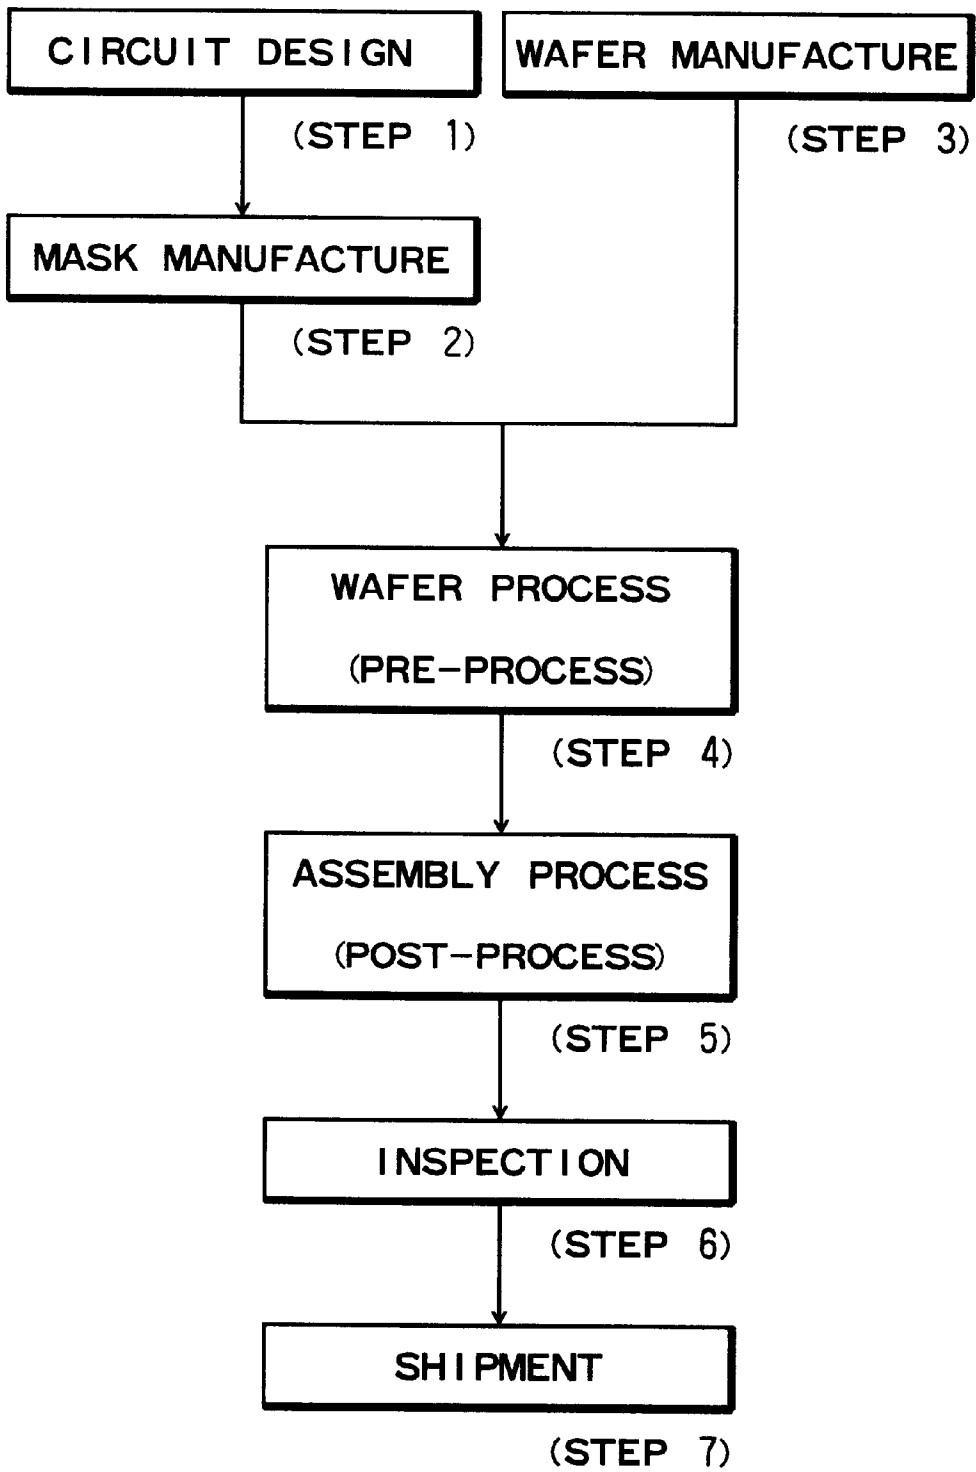 CIRCUIT DESIGN
(STEP 1)
WAFER MANUFACTURE
(STEP 3)
MASK MANUFACTURE
(STEP 2)
WAFER PROCESS
(PRE-PROCESS)
(STEP 4)
ASSEMBLY PROCESS
(POST-PROCESS)
(STEP 5)
INSPECTION
(STEP 6)
SHIPMENT
(STEP 7)